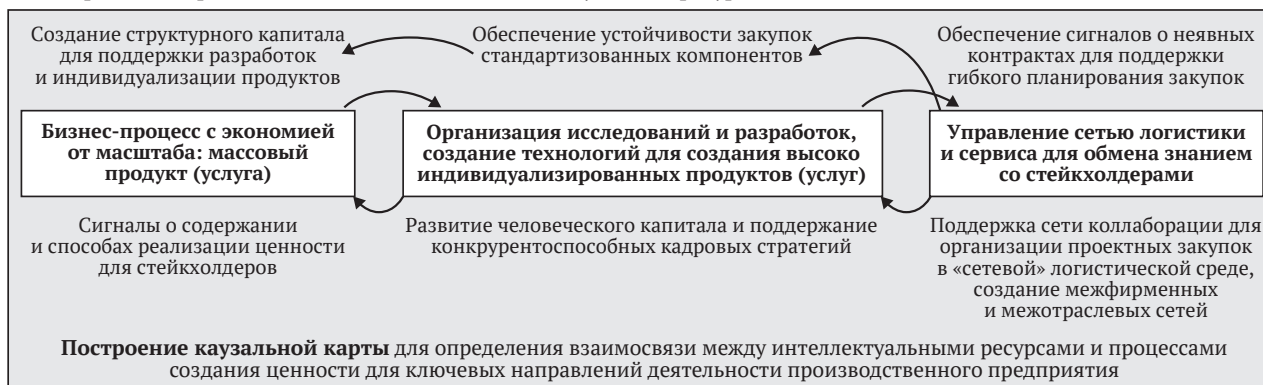 Создание структурного капитала
для поддержки разработок
и индивидуализации продуктов
Обеспечение устойчивости закупок
стандартизованных компонентов
Обеспечение сигналов о неявных
контрактах для поддержки
гибкого планирования закупок
Бизнес-процесс с экономией
от масштаба: массовый
продукт (услуга)
Организация исследований и разработок,
создание технологий для создания высоко
индивидуализированных продуктов (услуг)
Управление сетью логистики
и сервиса для обмена знанием
со стейкхолдерами
Сигналы о содержании
и способах реализации ценности
для стейкхолдеров
Развитие человеческого капитала и поддержание
конкурентоспособных кадровых стратегий
Поддержка сети коллаборации для
организации проектных закупок
в «сетевой» логистической среде,
создание межфирменных
и межотраслевых сетей
Построение каузальной карты для определения взаимосвязи между интеллектуальными ресурсами и процессами
создания ценности для ключевых направлений деятельности производственного предприятия